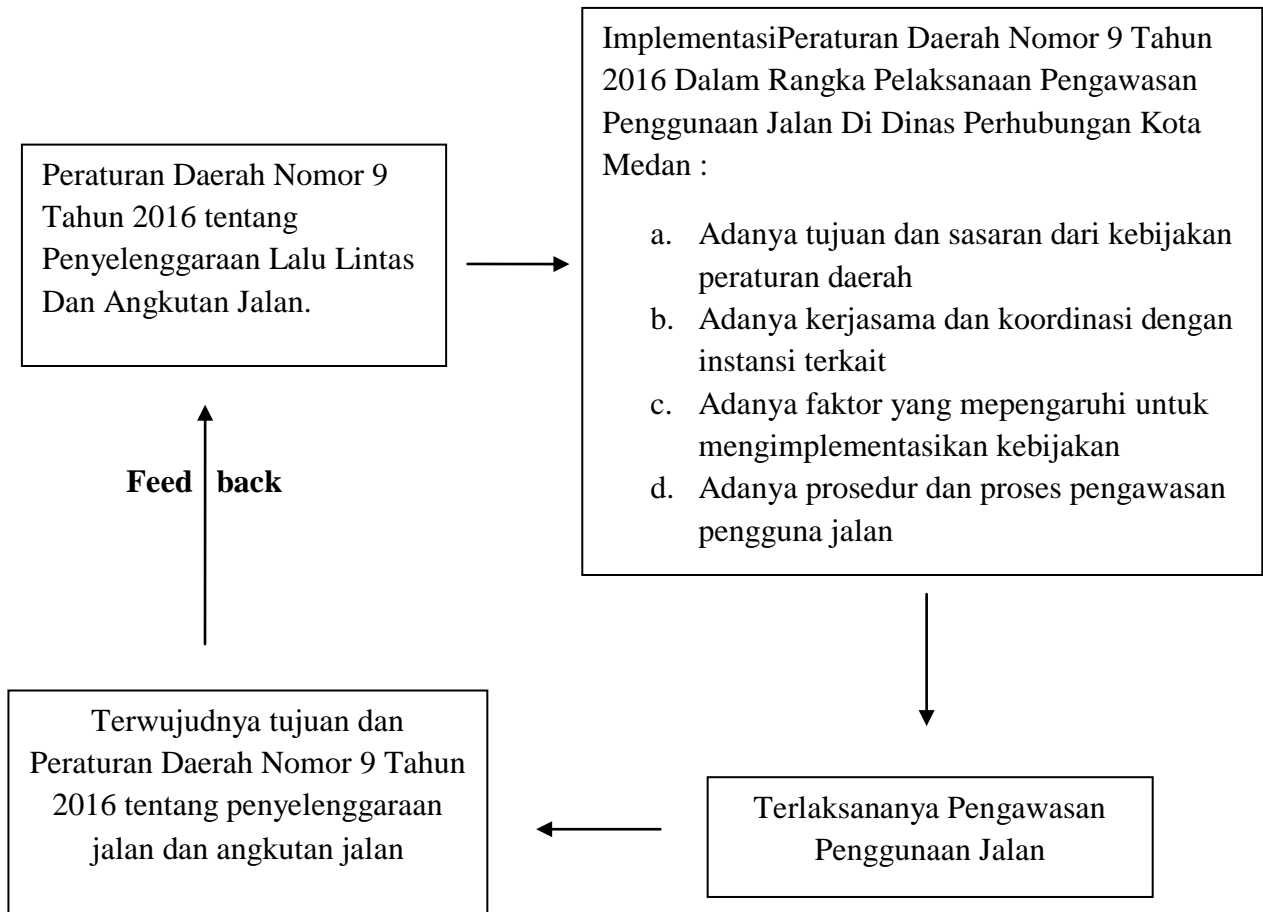 Peraturan Daerah Nomor 9
Tahun 2016 tentang
Penyelenggaraan Lalu Lintas
Dan Angkutan Jalan.
ImplementasiPeraturan Daerah Nomor 9 Tahun
2016 Dalam Rangka Pelaksanaan Pengawasan
Penggunaan Jalan Di Dinas Perhubungan Kota
Medan :
a. Adanya tujuan dan sasaran dari kebijakan
peraturan daerah
b. Adanya kerjasama dan koordinasi dengan
instansi terkait
c. Adanya faktor yang mepengaruhi untuk
mengimplementasikan kebijakan
d. Adanya prosedur dan proses pengawasan
pengguna jalan
Feed back
Terwujudnya tujuan dan
Peraturan Daerah Nomor 9 Tahun
2016 tentang penyelenggaraan
jalan dan angkutan jalan
Terlaksananya Pengawasan
Penggunaan Jalan